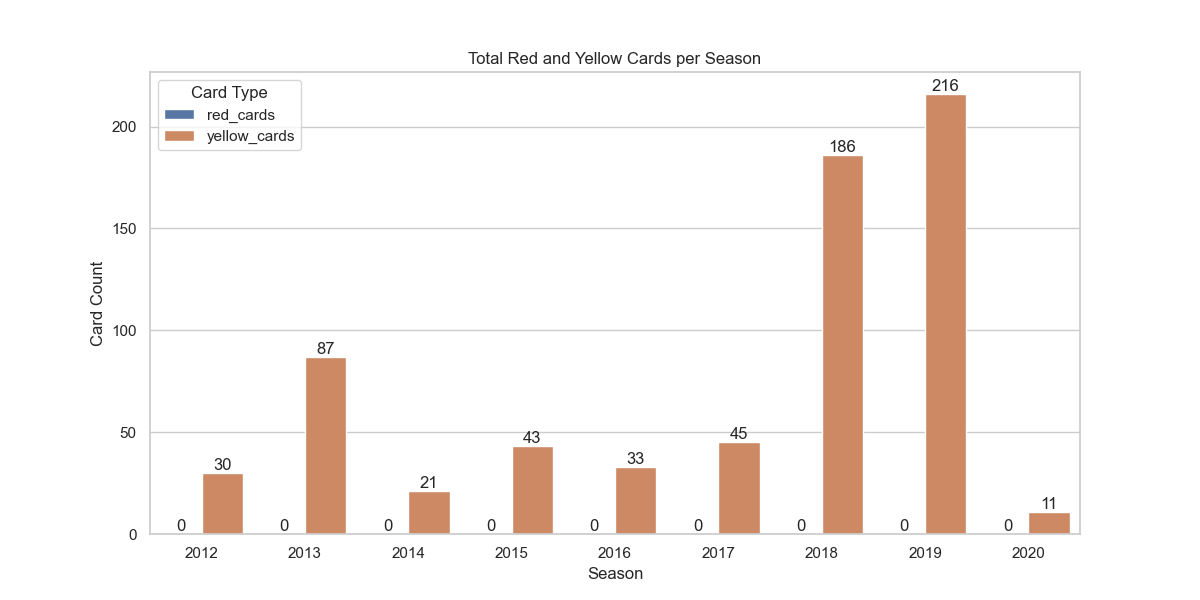 Total Red and Yellow Cards per Season
Card Type
red_cards
yellow_cards
Card Count
200
150
100
50
0
0 30
0 87
0 21
0 43
0 33
0 45
0 186
0 216
0 11
2012 2013 2014 2015 2016 2017 2018 2019 2020
Season